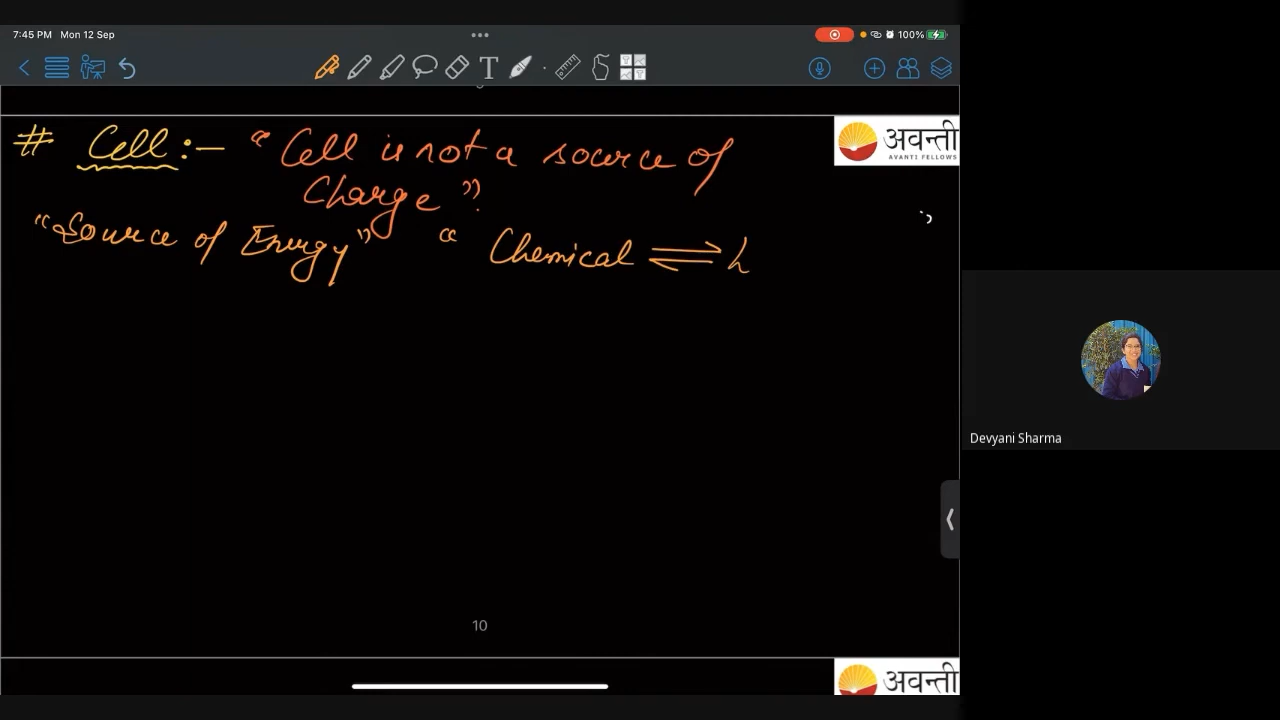 7:45 PM Mon 12 Sep
100%
# Cell :- “Cell is not a source of
Charge”
“Source of Energy” “ Chemical ⇌
अवन्ती
AVANTI FELLOWS
Devyani Sharma
10
अवन्ती